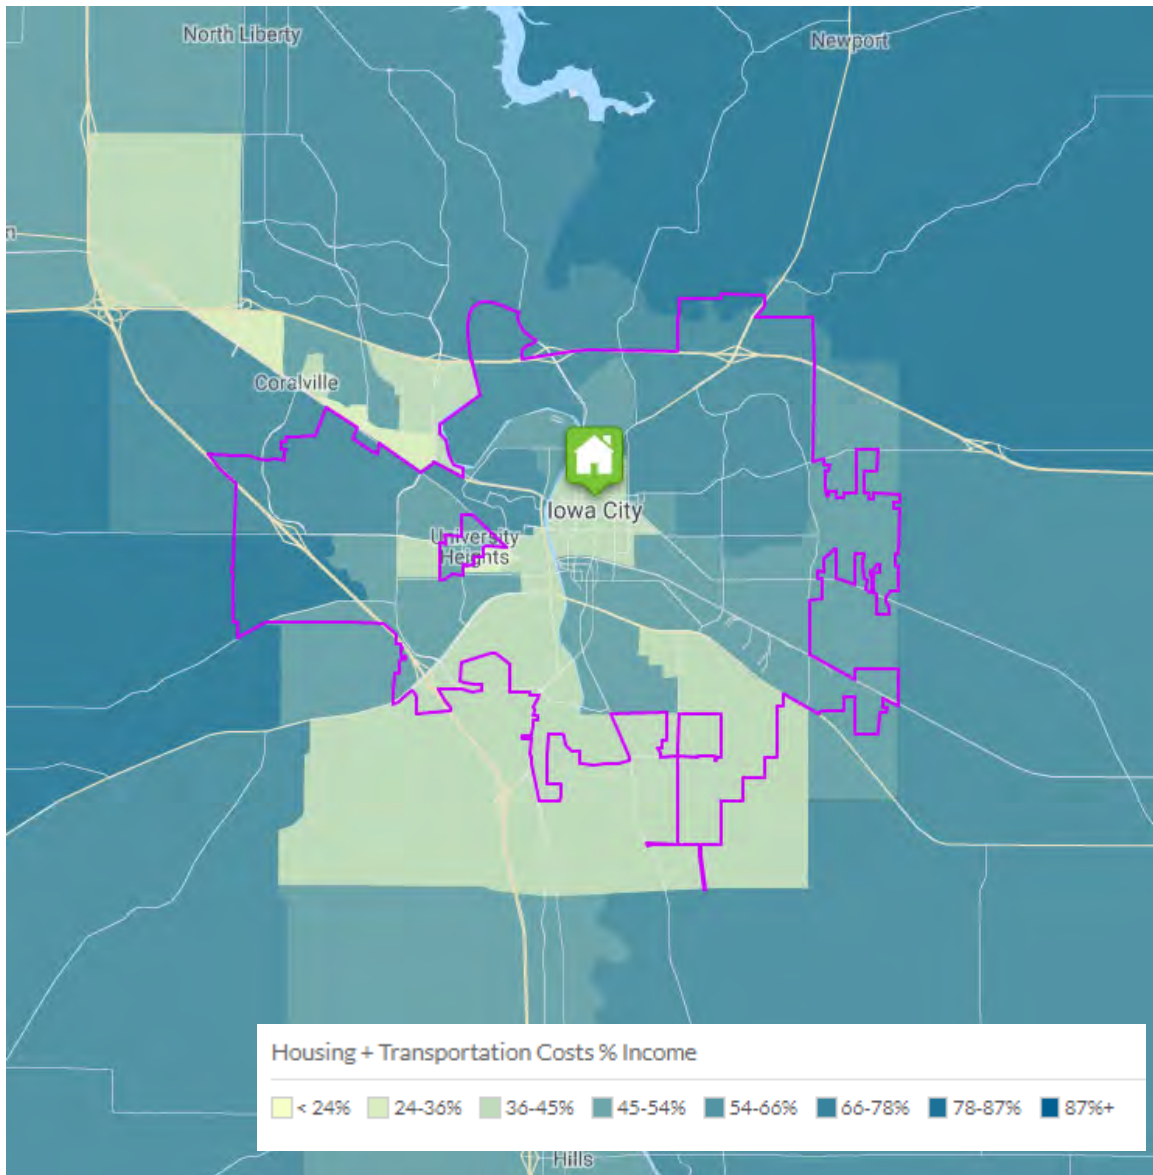 North Liberty
Newport
n
Coralville
Iowa City
University
Heights
Housing + Transportation Costs % Income
< 24% 24-36% 36-45% 45-54% 54-66% 66-78% 78-87% 87%+
Hills